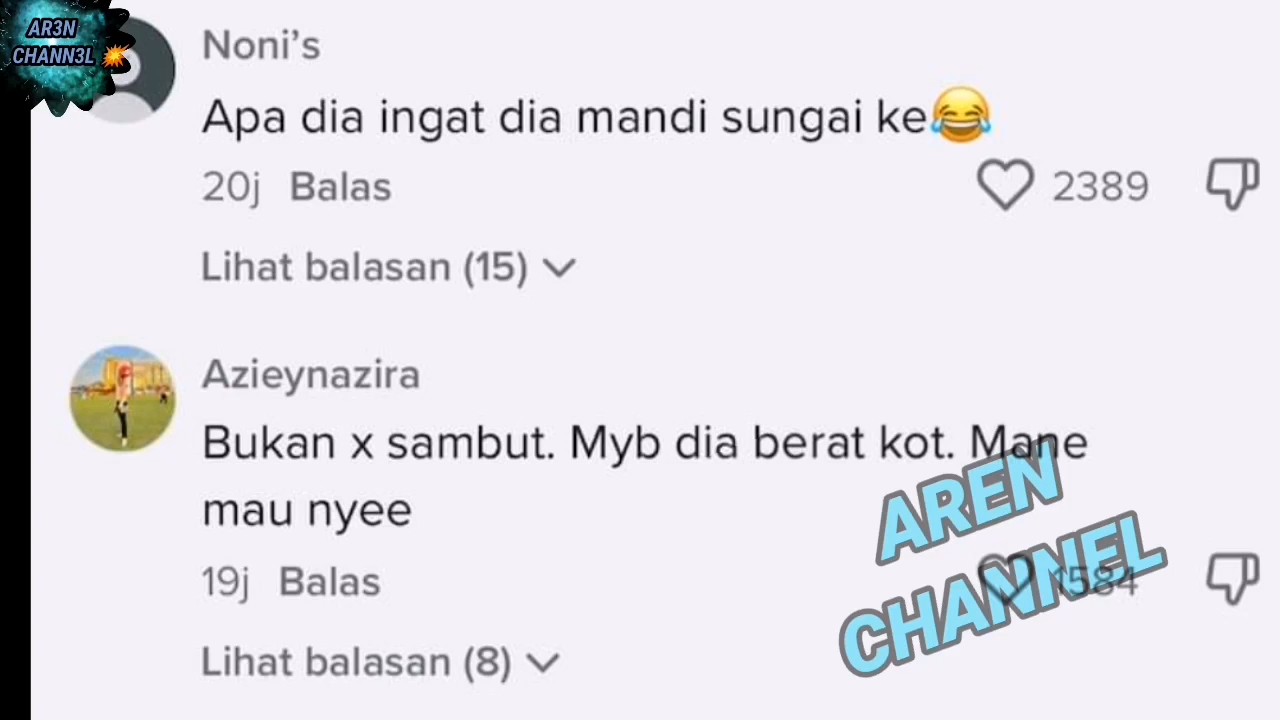 AR3N
CHANN3L 💥
Noni’s
Apa dia ingat dia mandi sungai ke😂
20j Balas
2389
Lihat balasan (15)
Azieynazira
Bukan x sambut. Myb dia berat kot. Mane
mau nyee
19j Balas
1584
Lihat balasan (8)
AREN
CHANNEL